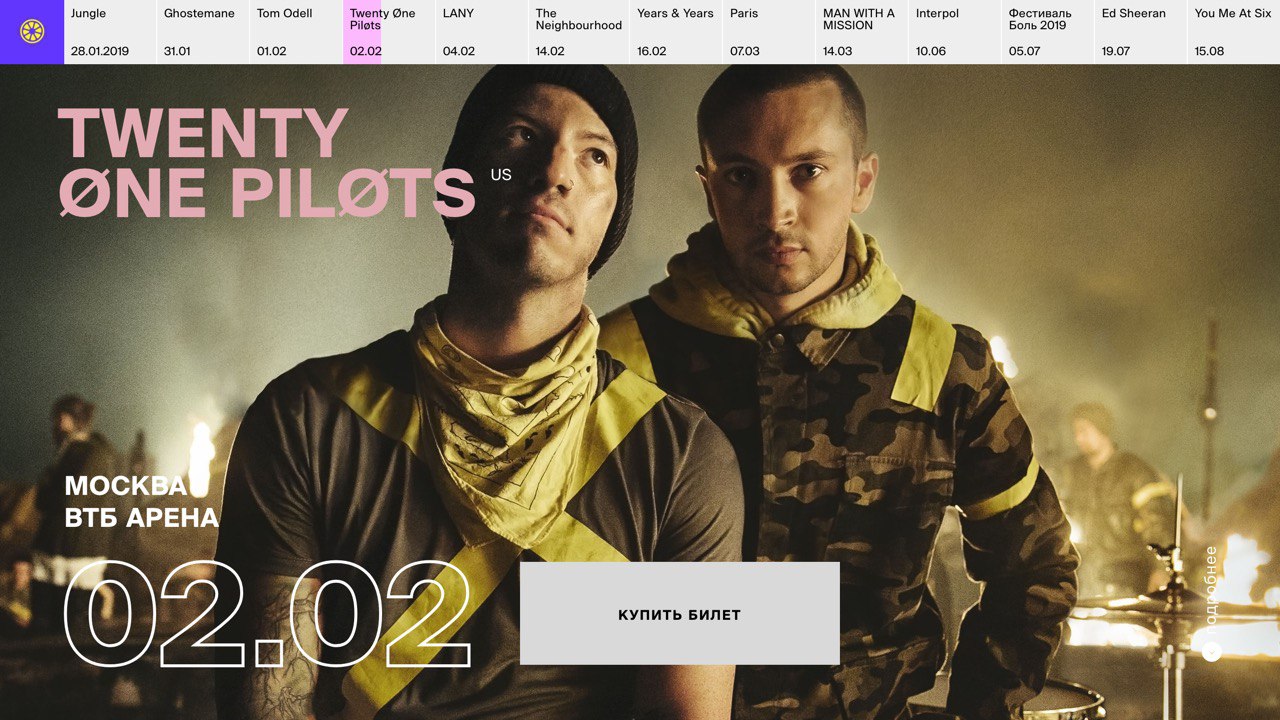 Jungle
28.01.2019
Ghostemane
31.01
Tom Odell
01.02
Twenty Øne
Piløts
02.02
LANY
04.02
The
Neighbourhood
14.02
Years & Years
16.02
Paris
07.03
MAN WITH A
MISSION
14.03
Interpol
10.06
Фестиваль
Боль 2019
05.07
Ed Sheeran
19.07
You Me At Six
15.08
TWENTY
ØNE PILØTS
US
МОСКВА
ВТБ АРЕНА
02.02
КУПИТЬ БИЛЕТ
подробнее